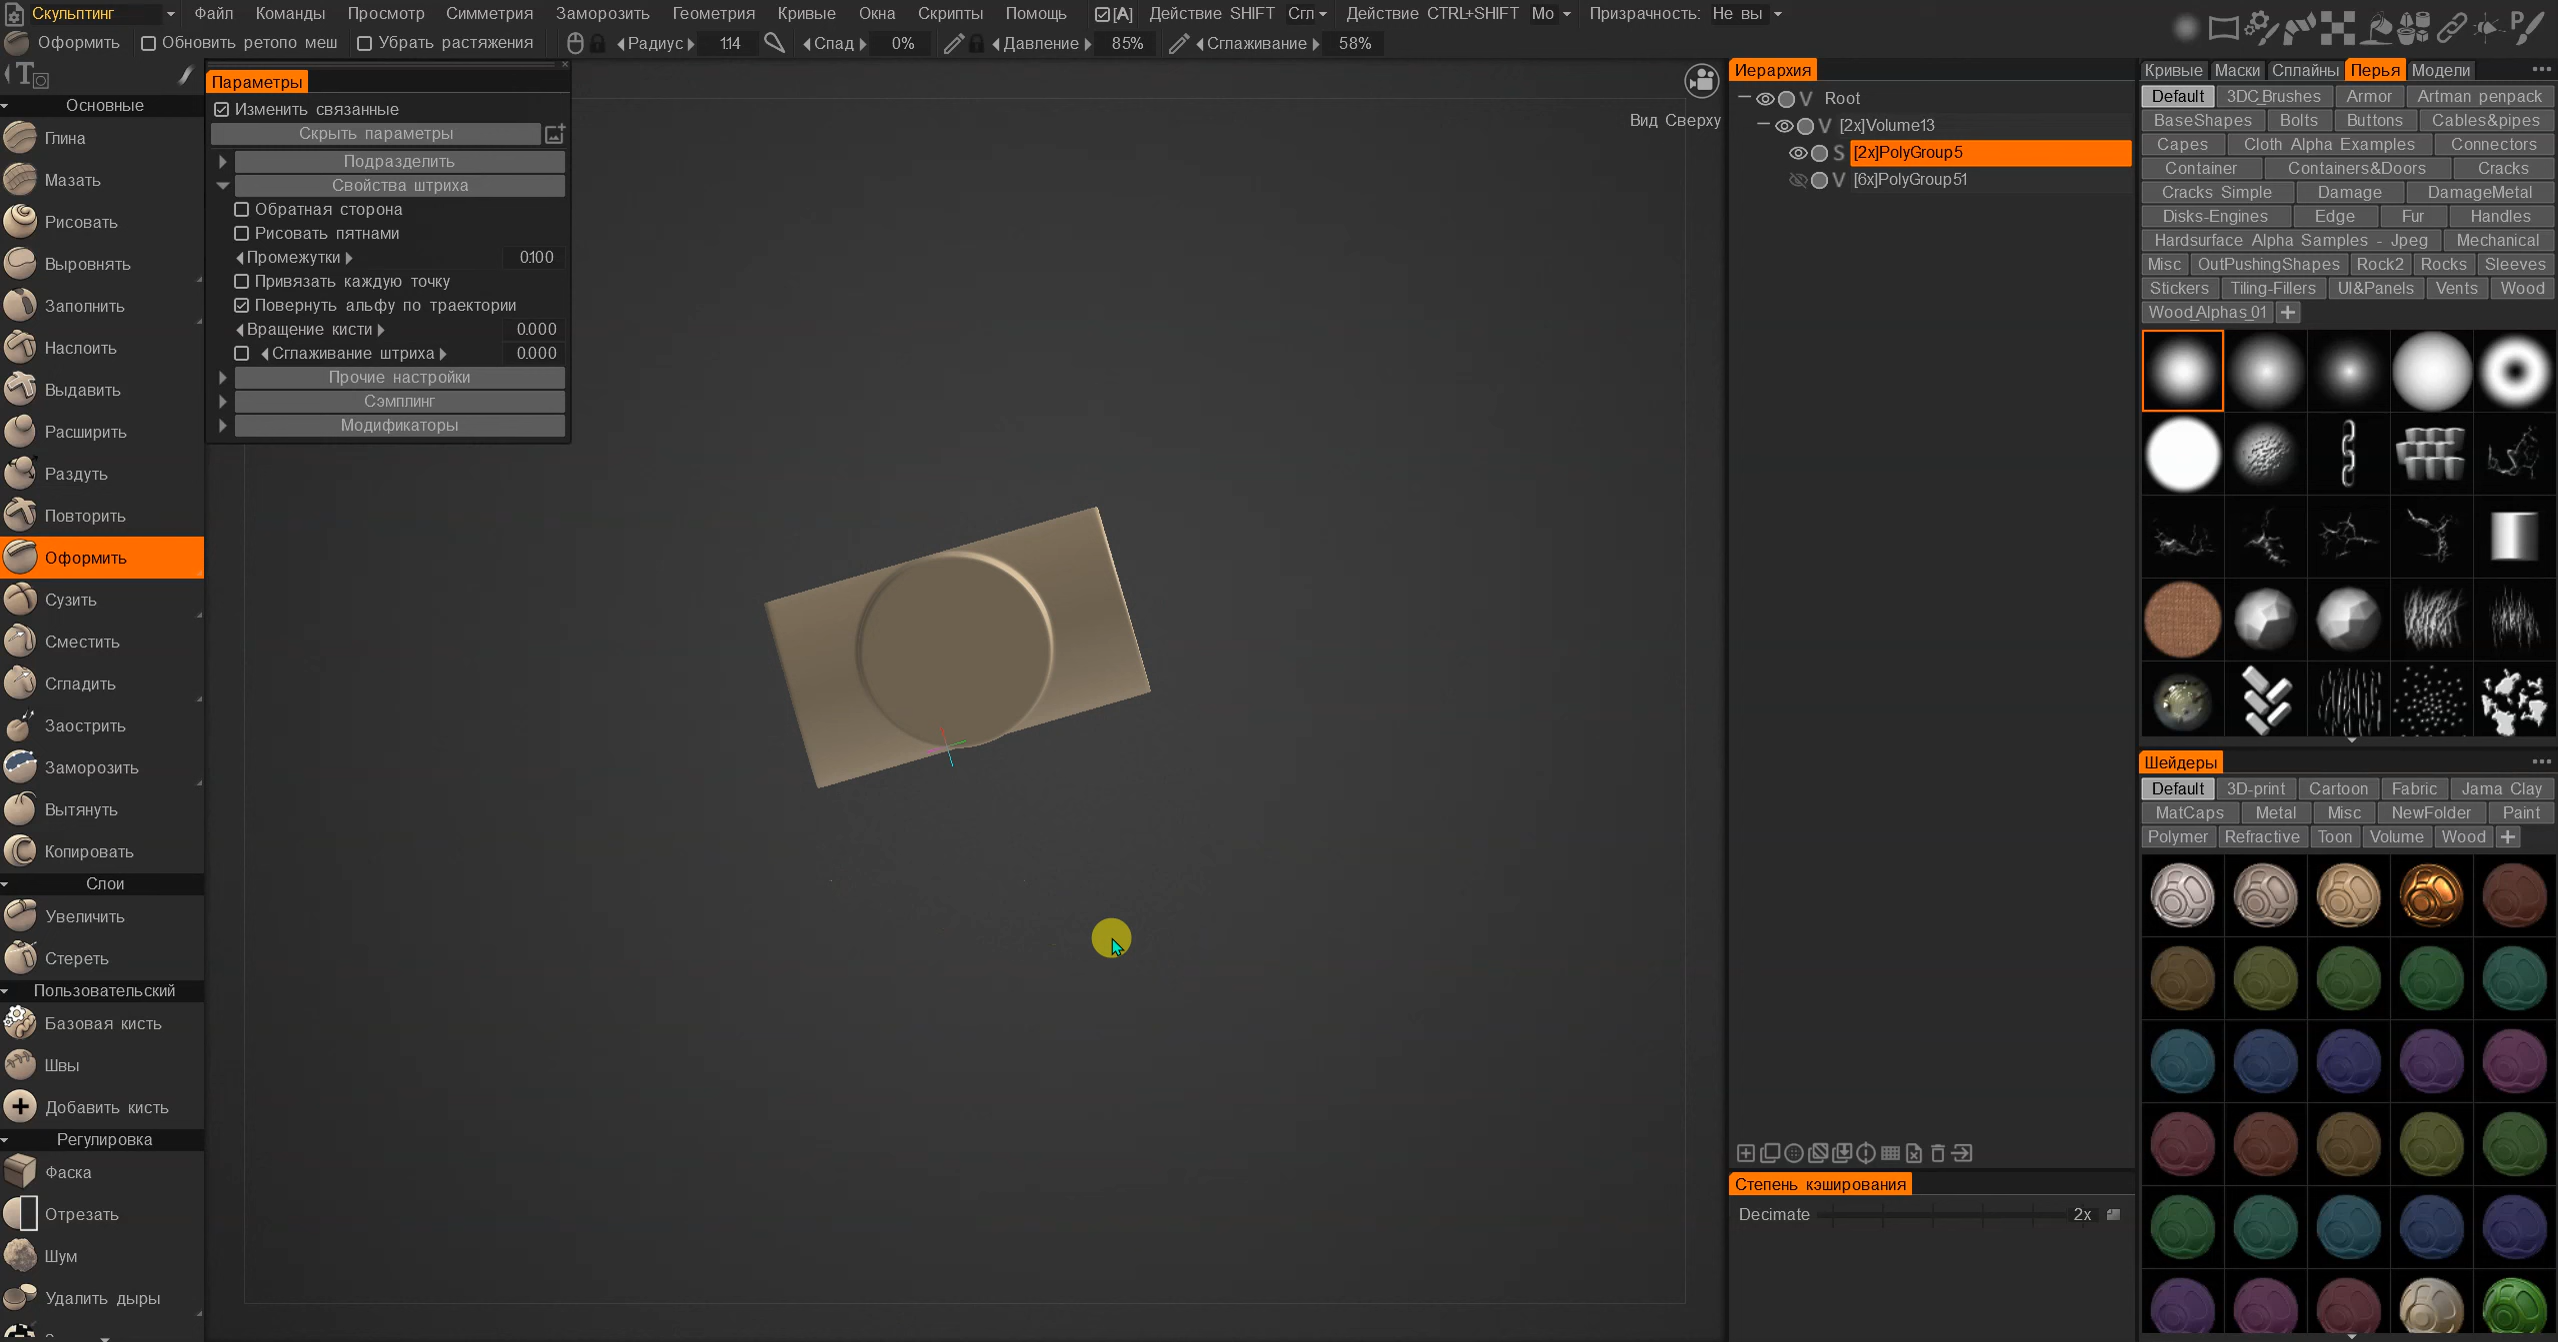 Скульптинг Файл Команды Просмотр Симметрия Заморозить Геометрия Кривые Окна Скрипты Помощь [A] Действие SHIFT Сгл Действие CTRL+SHIFT Мо Призрачность: Не вы
Оформить Обновить ретопо меш Убрать растяжения Радиус 114 Спад 0% Давление 85% Сглаживание 58%
Основные
Глина
Мазать
Рисовать
Выровнять
Заполнить
Наслоить
Выдавить
Расширить
Раздуть
Повторить
Оформить
Сузить
Сместить
Сгладить
Заострить
Заморозить
Вытянуть
Копировать
Слои
Увеличить
Стереть
Пользовательский
Базовая кисть
Швы
Добавить кисть
Регулировка
Фаска
Отрезать
Шум
Удалить дыры
Параметры
Изменить связанные
Скрыть параметры
Подразделить
Свойства штриха
Обратная сторона
Рисовать пятнами
Промежутки 0.100
Привязать каждую точку
Повернуть альфу по траектории
Вращение кисти 0.000
Сглаживание штриха 0.000
Прочие настройки
Сэмплинг
Модификаторы
Вид Сверху
Иерархия
V Root
V [2x]Volume13
S [2x]PolyGroup5
V [6x]PolyGroup51
Степень кэширования
Decimate 2x
Кривые Маски Сплайны Перья Модели
Default 3DC_Brushes Armor Artman penpack
BaseShapes Bolts Buttons Cables&pipes
Capes Cloth Alpha Examples Connectors
Container Containers&Doors Cracks
Cracks Simple Damage DamageMetal
Disks-Engines Edge Fur Handles
Hardsurface Alpha Samples - Jpeg Mechanical
Misc OutPushingShapes Rock2 Rocks Sleeves
Stickers Tiling-Fillers UI&Panels Vents Wood
Wood_Alphas_01
Шейдеры
Default 3D-print Cartoon Fabric Jama Clay
MatCaps Metal Misc NewFolder Paint
Polymer Refractive Toon Volume Wood